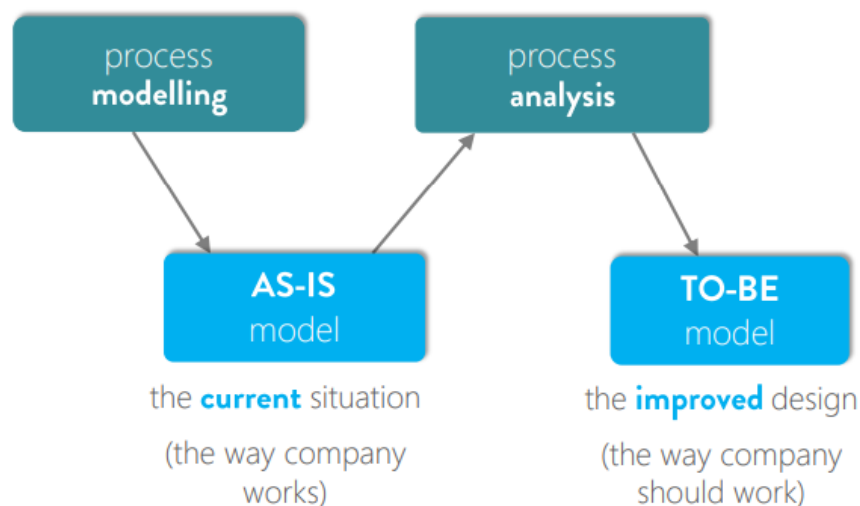 process
modelling
process
analysis
AS-IS
model
the current situation
(the way company
works)
TO-BE
model
the improved design
(the way company
should work)